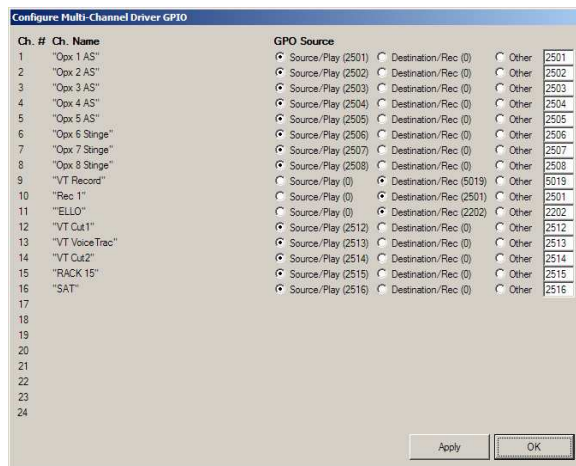 Configure Multi-Channel Driver GPIO
Ch. # Ch. Name GPO Source
1 "Opx 1 AS" Source/Play (2501) Destination/Rec (0) Other 2501
2 "Opx 2 AS" Source/Play (2502) Destination/Rec (0) Other 2502
3 "Opx 3 AS" Source/Play (2503) Destination/Rec (0) Other 2503
4 "Opx 4 AS" Source/Play (2504) Destination/Rec (0) Other 2504
5 "Opx 5 AS" Source/Play (2505) Destination/Rec (0) Other 2505
6 "Opx 6 Stinge" Source/Play (2506) Destination/Rec (0) Other 2506
7 "Opx 7 Stinge" Source/Play (2507) Destination/Rec (0) Other 2507
8 "Opx 8 Stinge" Source/Play (2508) Destination/Rec (0) Other 2508
9 "VT Record" Source/Play (0) Destination/Rec (5019) Other 5019
10 "Rec 1" Source/Play (0) Destination/Rec (2501) Other 2501
11 "'ELLO" Source/Play (0) Destination/Rec (2202) Other 2202
12 "VT Cut1" Source/Play (2512) Destination/Rec (0) Other 2512
13 "VT VoiceTrac" Source/Play (2513) Destination/Rec (0) Other 2513
14 "VT Cut2" Source/Play (2514) Destination/Rec (0) Other 2514
15 "RACK 15" Source/Play (2515) Destination/Rec (0) Other 2515
16 "SAT" Source/Play (2516) Destination/Rec (0) Other 2516
17
18
19
20
21
22
23
24
Apply OK